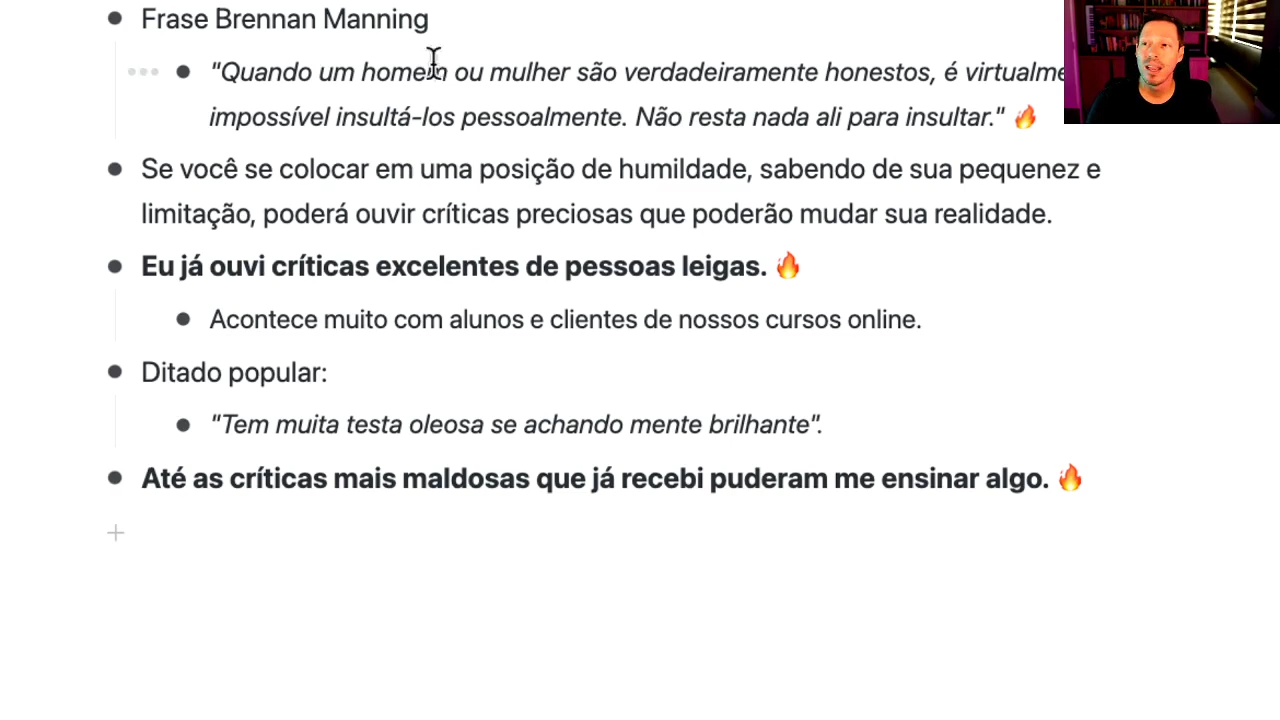 Frase Brennan Manning
"Quando um homem ou mulher são verdadeiramente honestos, é
impossível insultá-los pessoalmente. Não resta nada ali para insultar." 🔥
Se você se colocar em uma posição de humildade, sabendo de sua pequenez e
limitação, poderá ouvir críticas preciosas que poderão mudar sua realidade.
Eu já ouvi críticas excelentes de pessoas leigas. 🔥
Acontece muito com alunos e clientes de nossos cursos online.
Ditado popular:
"Tem muita testa oleosa se achando mente brilhante".
Até as críticas mais maldosas que já recebi puderam me ensinar algo. 🔥